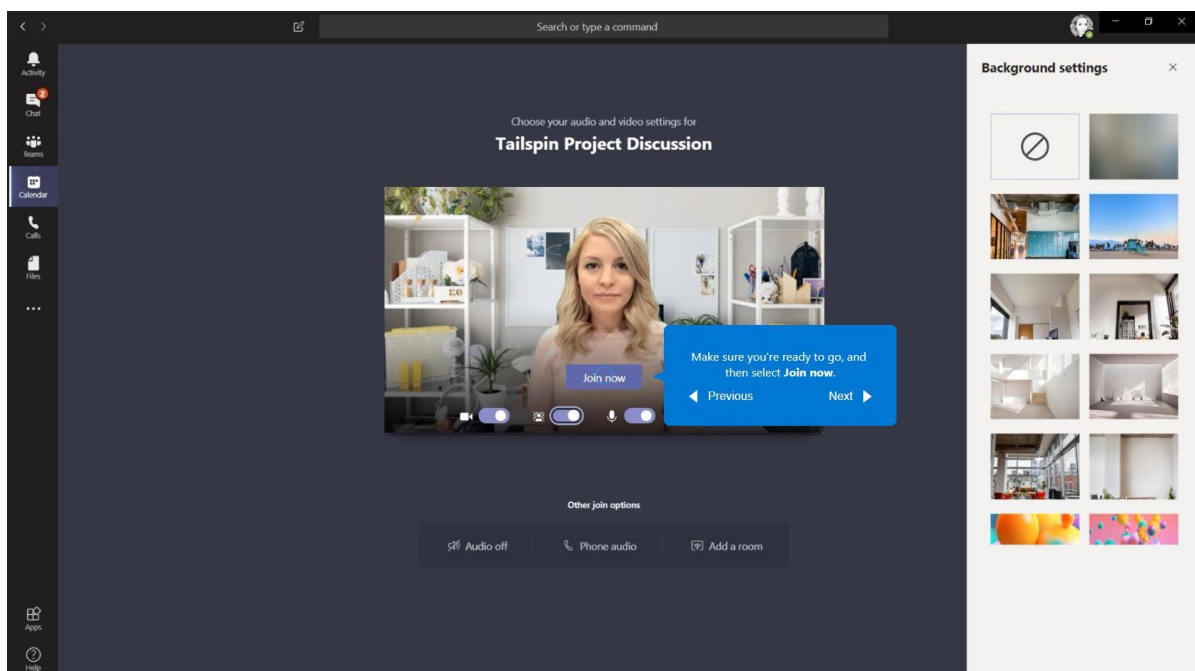 Search or type a command
Activity
2
Chat
Teams
Calendar
Calls
Files
Apps
Help
Choose your audio and video settings for
Tailspin Project Discussion
Join now
Make sure you're ready to go, and
then select Join now.
Previous Next
Other join options
Audio off Phone audio Add a room
Background settings